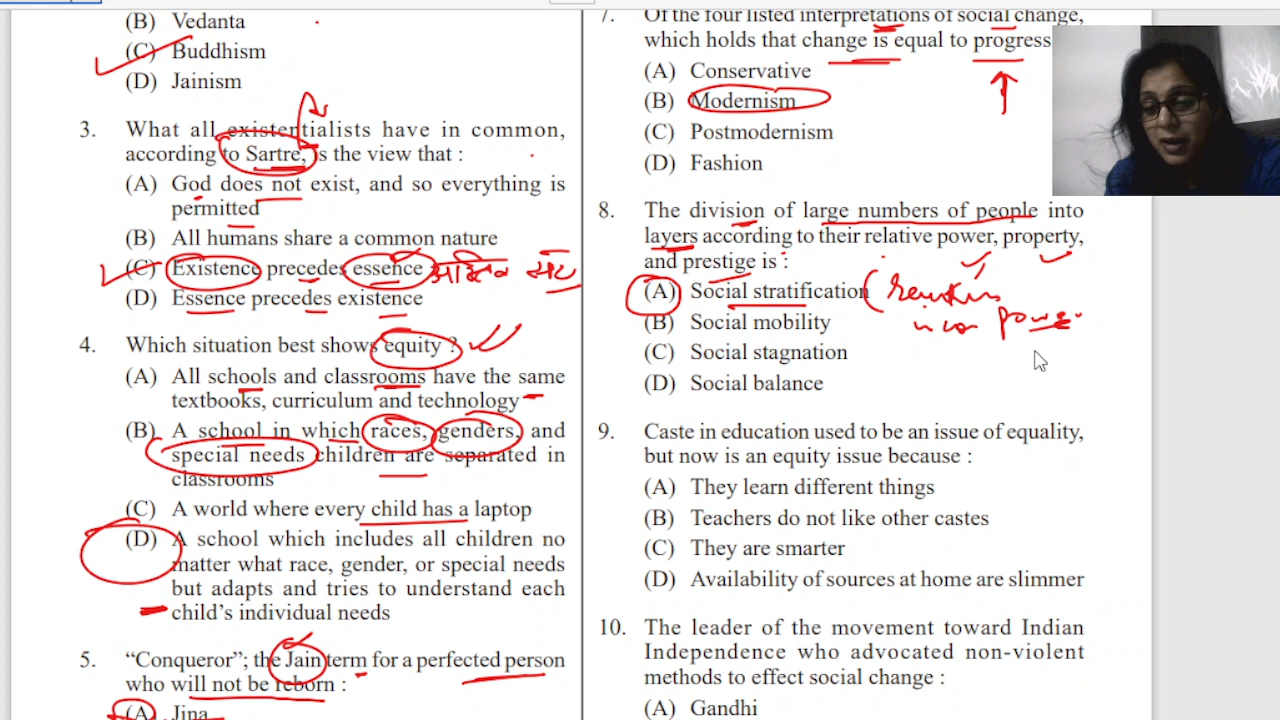 (B) Vedanta
(C) Buddhism
(D) Jainism
3. What all existentialists have in common,
according to Sartre, is the view that :
(A) God does not exist, and so everything is
permitted
(B) All humans share a common nature
(C) Existence precedes essence
(D) Essence precedes existence
4. Which situation best shows equity ?
(A) All schools and classrooms have the same
textbooks, curriculum and technology
(B) A school in which races, genders, and
special needs children are separated in
classrooms
(C) A world where every child has a laptop
(D) A school which includes all children no
matter what race, gender, or special needs
but adapts and tries to understand each
child's individual needs
5. “Conqueror”; the Jain term for a perfected person
who will not be reborn :
(A) Jina
7. Of the four listed interpretations of social change,
which holds that change is equal to progress
(A) Conservative
(B) Modernism
(C) Postmodernism
(D) Fashion
8. The division of large numbers of people into
layers according to their relative power, property,
and prestige is :
(A) Social stratification
power
(B) Social mobility
(C) Social stagnation
(D) Social balance
9. Caste in education used to be an issue of equality,
but now is an equity issue because :
(A) They learn different things
(B) Teachers do not like other castes
(C) They are smarter
(D) Availability of sources at home are slimmer
10. The leader of the movement toward Indian
Independence who advocated non-violent
methods to effect social change :
(A) Gandhi